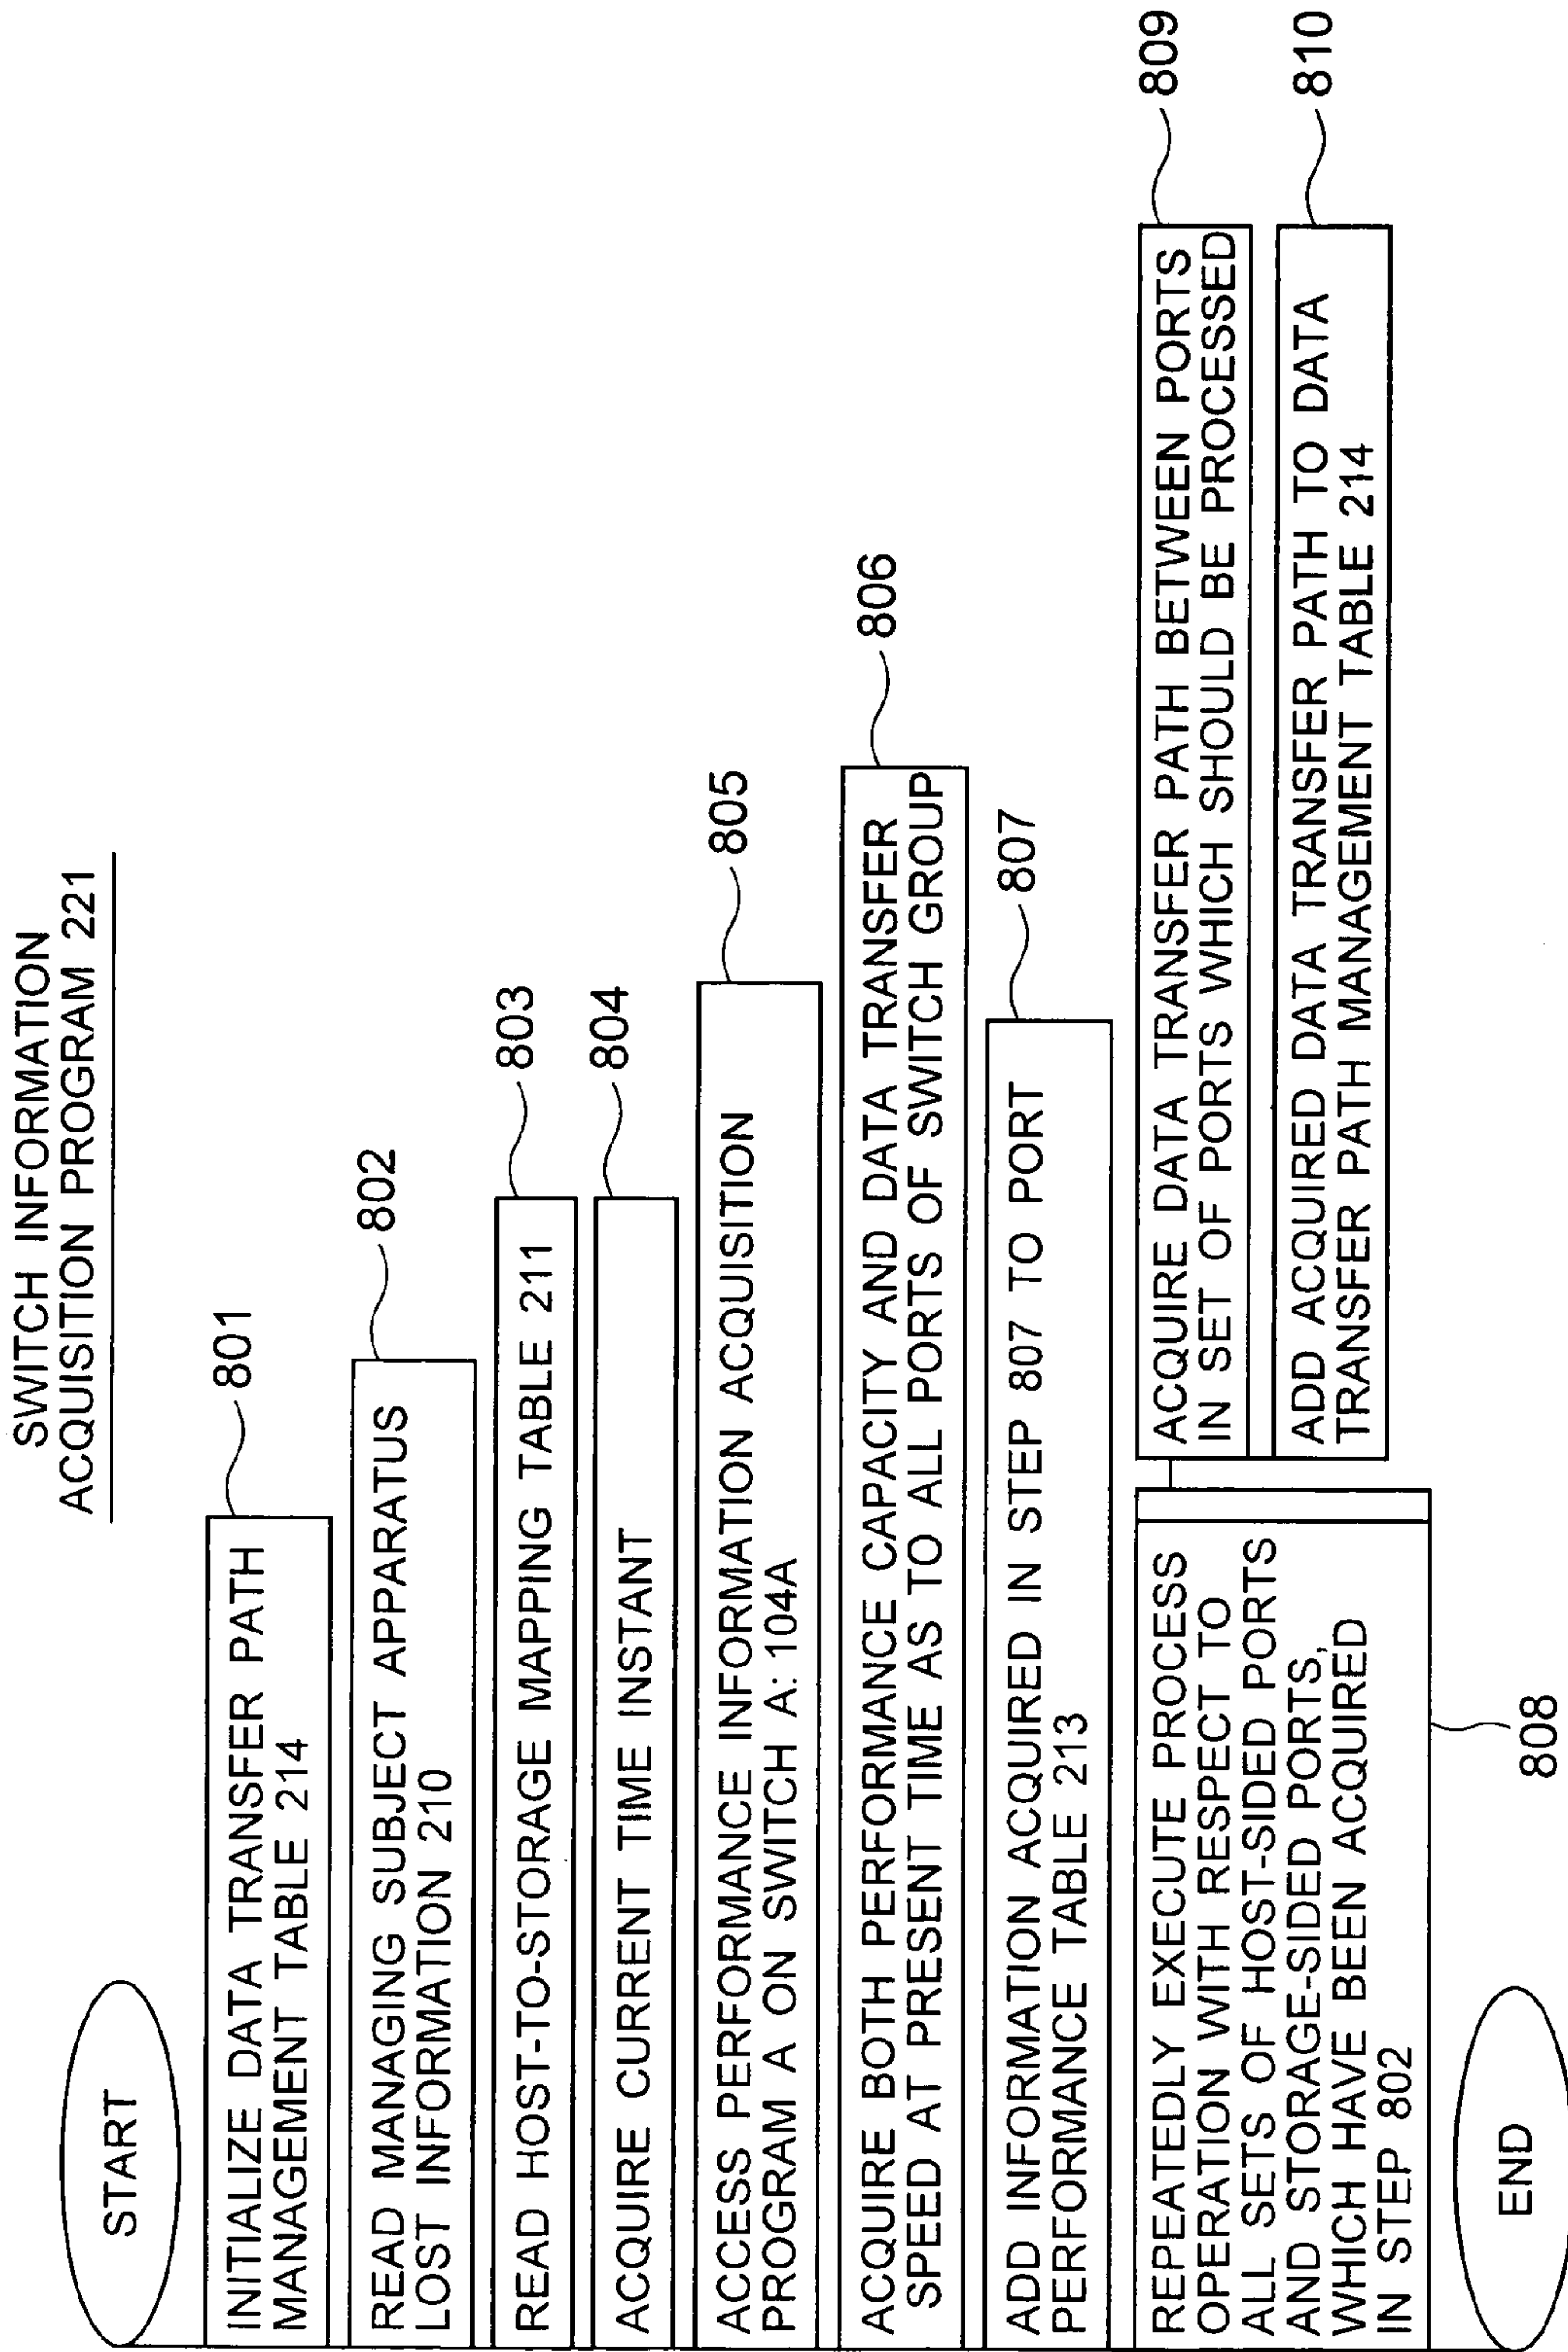 SWITCH INFORMATION
ACQUISITION PROGRAM 221
START
INITIALIZE DATA TRANSFER PATH
MANAGEMENT TABLE 214
801
READ MANAGING SUBJECT APPARATUS
LOST INFORMATION 210
802
READ HOST-TO-STORAGE MAPPING TABLE 211
803
ACQUIRE CURRENT TIME INSTANT
804
ACCESS PERFORMANCE INFORMATION ACQUISITION
PROGRAM A ON SWITCH A: 104A
805
ACQUIRE BOTH PERFORMANCE CAPACITY AND DATA TRANSFER
SPEED AT PRESENT TIME AS TO ALL PORTS OF SWITCH GROUP
806
ADD INFORMATION ACQUIRED IN STEP 807 TO PORT
PERFORMANCE TABLE 213
807
REPEATEDLY EXECUTE PROCESS
OPERATION WITH RESPECT TO
ALL SETS OF HOST-SIDED PORTS
AND STORAGE-SIDED PORTS,
WHICH HAVE BEEN ACQUIRED
IN STEP 802
808
ACQUIRE DATA TRANSFER PATH BETWEEN PORTS
IN SET OF PORTS WHICH SHOULD BE PROCESSED
809
ADD ACQUIRED DATA TRANSFER PATH TO DATA
TRANSFER PATH MANAGEMENT TABLE 214
810
END